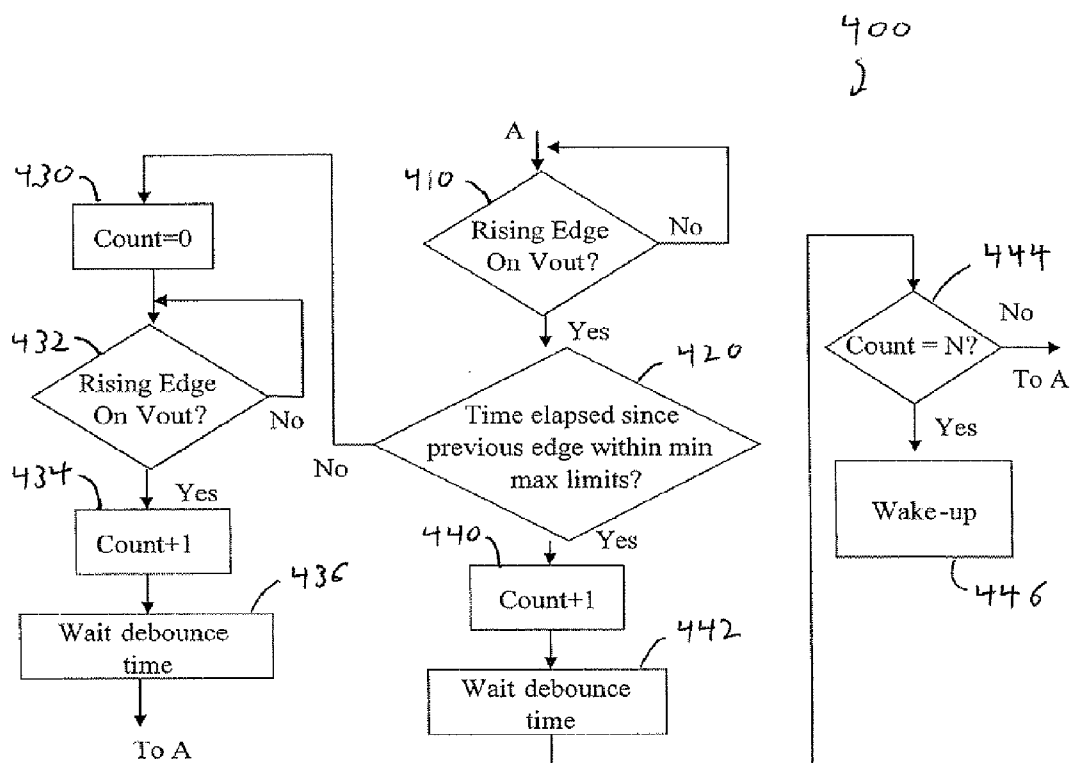 400
A
430
410
Count=0
Rising Edge
On Vout?
No
444
No
Count = N?
To A
Yes
432
Rising Edge
On Vout?
No
Yes
420
Time elapsed since
previous edge within min
max limits?
No
Yes
Wake-up
446
434
Yes
Count+1
440
Count+1
436
Wait debounce
time
442
Wait debounce
time
To A